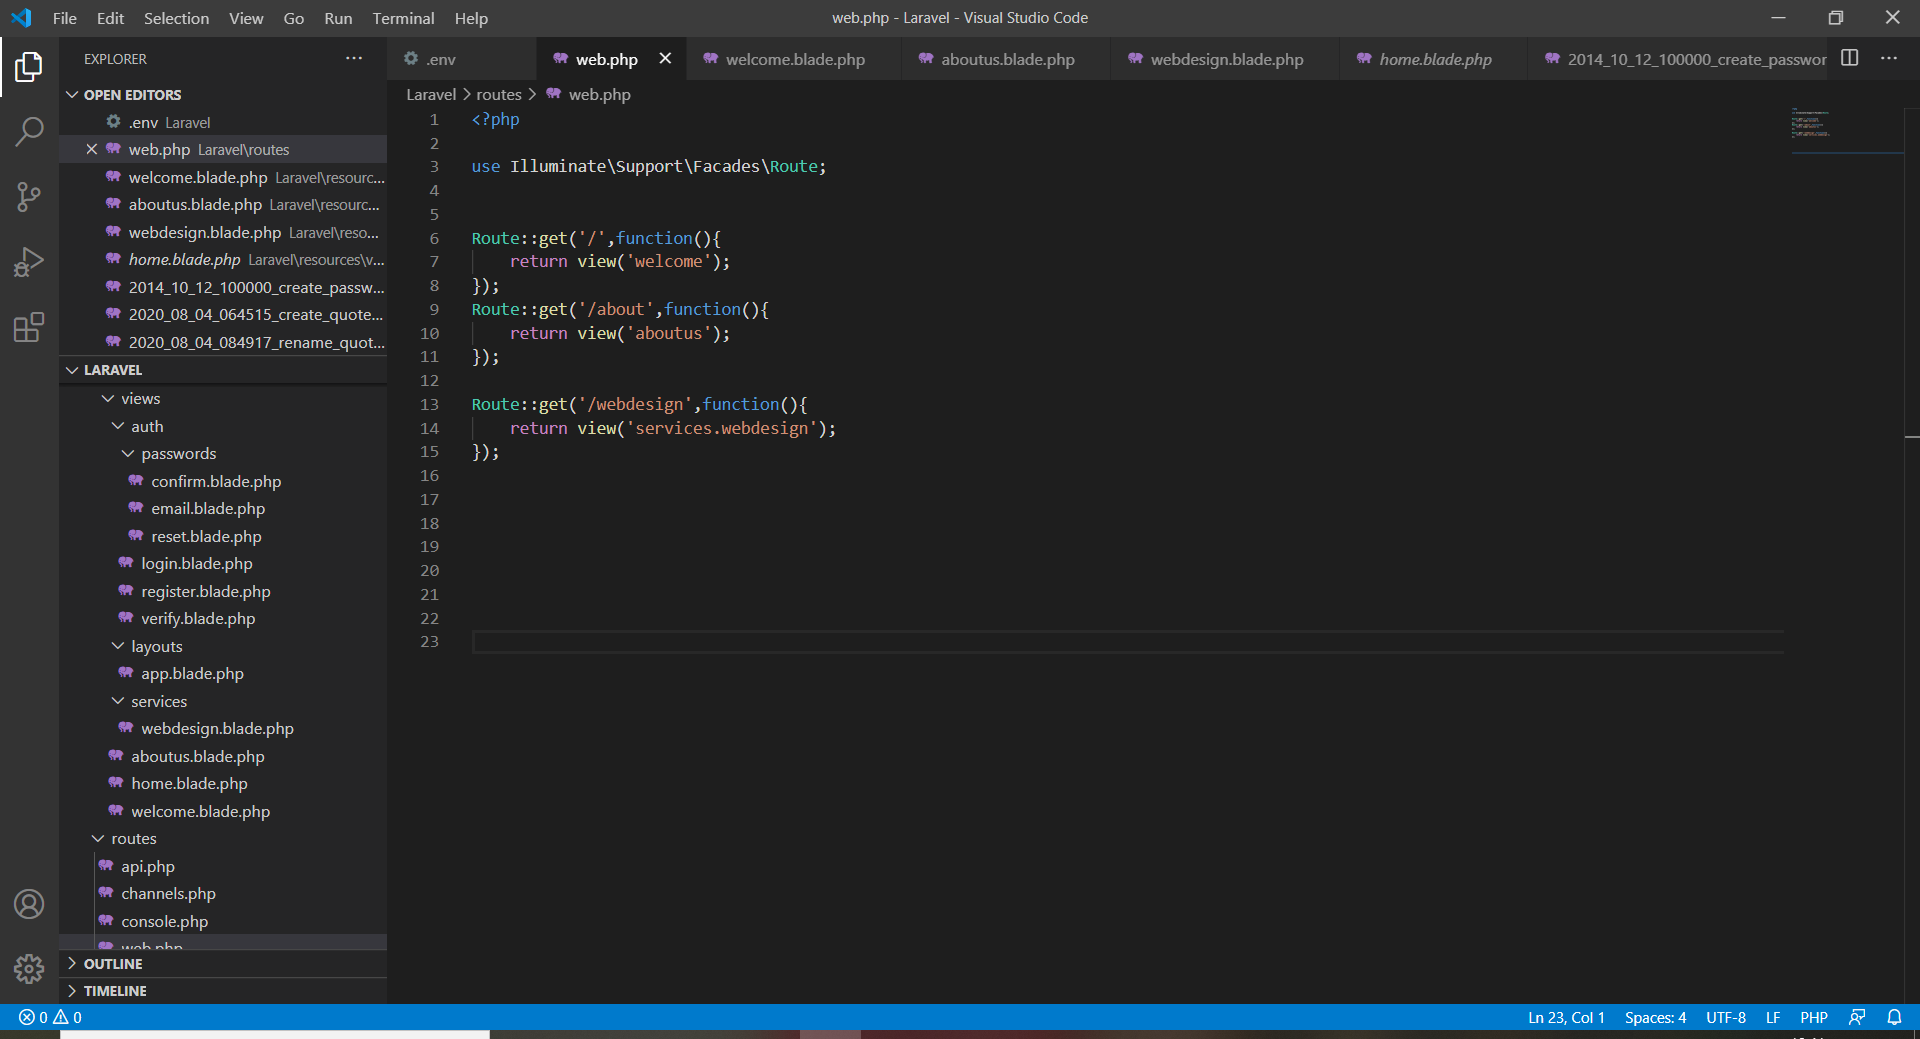 File Edit Selection View Go Run Terminal Help
web.php - Laravel - Visual Studio Code
EXPLORER
.env
web.php
welcome.blade.php
aboutus.blade.php
webdesign.blade.php
home.blade.php
2014_10_12_100000_create_passwor
OPEN EDITORS
.env Laravel
web.php Laravel\routes
welcome.blade.php Laravel\resourc...
aboutus.blade.php Laravel\resourc...
webdesign.blade.php Laravel\reso...
home.blade.php Laravel\resources\v...
2014_10_12_100000_create_passw...
2020_08_04_064515_create_quote...
2020_08_04_084917_rename_quot...
LARAVEL
views
auth
passwords
confirm.blade.php
email.blade.php
reset.blade.php
login.blade.php
register.blade.php
verify.blade.php
layouts
app.blade.php
services
webdesign.blade.php
aboutus.blade.php
home.blade.php
welcome.blade.php
routes
api.php
channels.php
console.php
web.php
OUTLINE
TIMELINE
Laravel > routes > web.php
1 <?php
2
3 use Illuminate\Support\Facades\Route;
4
5
6 Route::get('/',function(){
7 return view('welcome');
8 });
9 Route::get('/about',function(){
10 return view('aboutus');
11 });
12
13 Route::get('/webdesign',function(){
14 return view('services.webdesign');
15 });
16
17
18
19
20
21
22
23
0 0
Ln 23, Col 1 Spaces: 4 UTF-8 LF PHP